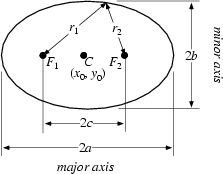 r1
r2
F1
C
F2
(x0, y0)
2b
minor axis
2c
2a
major axis